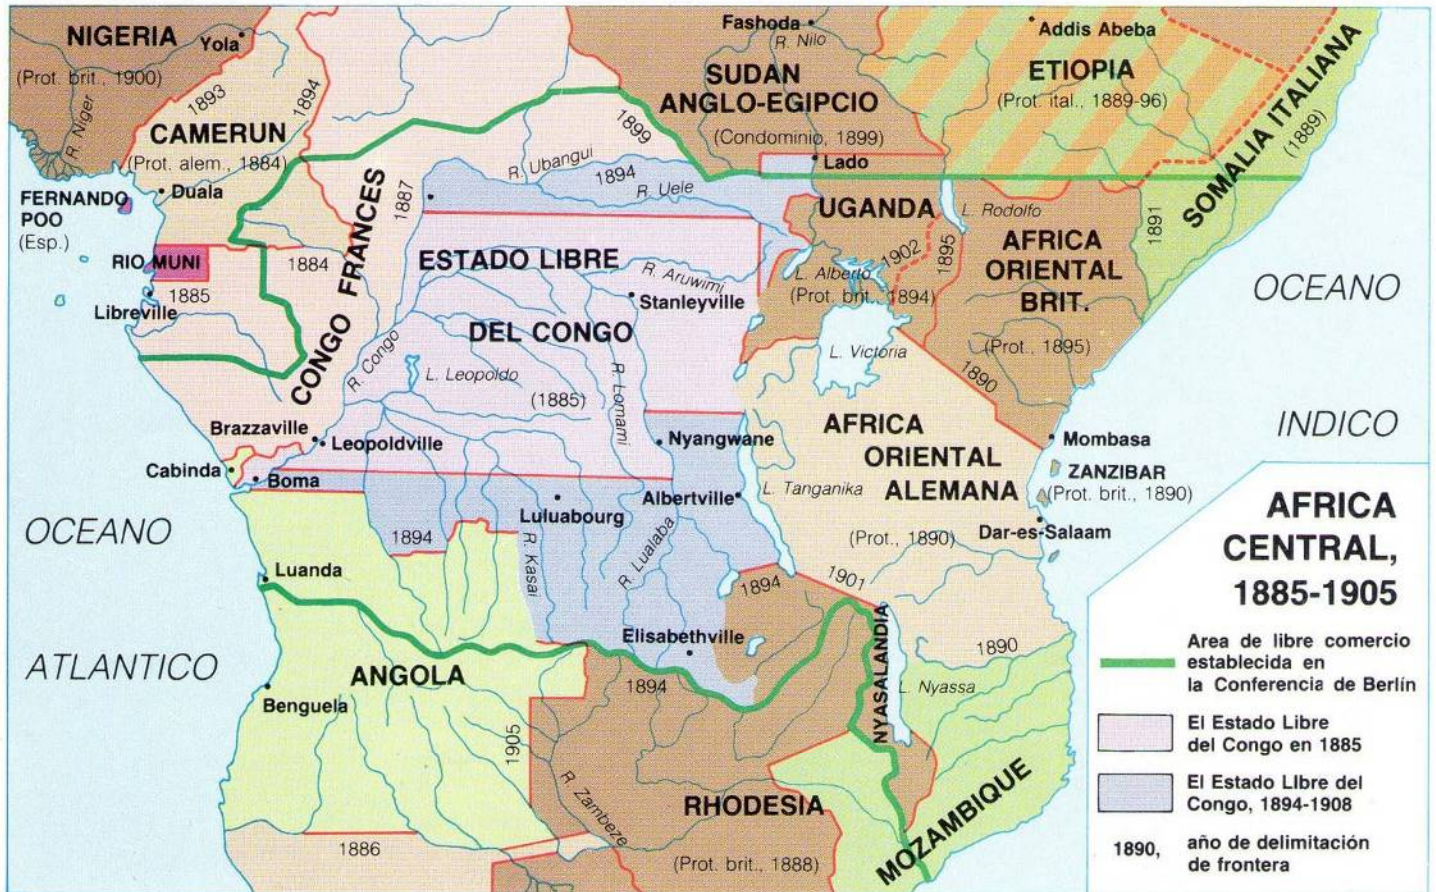 NIGERIA
(Prot. brit., 1900)
Yola
R. Niger
1893
1894
CAMERUN
(Prot. alem., 1884)
Duala
FERNANDO
POO
(Esp.)
RIO MUNI
1885
Libreville
1884
CONGO FRANCES
1887
Fashoda
R. Nilo
SUDAN
ANGLO-EGIPCIO
(Condominio, 1899)
Lado
1899
R. Ubangui
1894
R. Uele
Addis Abeba
ETIOPIA
(Prot. ital., 1889-96)
SOMALIA ITALIANA
(1889)
1891
UGANDA
1902
1895
L. Alberto
(Prot. brit. 1894)
L. Rodolfo
AFRICA
ORIENTAL
BRIT.
(Prot., 1895)
1890
L. Victoria
ESTADO LIBRE
DEL CONGO
(1885)
R. Aruwimi
Stanleyville
R. Congo
L. Leopoldo
R. Lomami
Brazzaville
Leopoldville
Cabinda
Boma
Nyangwane
Albertville
L. Tanganika
Luluabourg
1894
R. Kasai
R. Lualaba
Elisabethville
1894
1894
1901
AFRICA
ORIENTAL
ALEMANA
(Prot., 1890)
Mombasa
ZANZIBAR
(Prot. brit., 1890)
Dar-es-Salaam
1890
NYASALANDIA
L. Nyassa
MOZAMBIQUE
RHODESIA
(Prot. brit., 1888)
R. Zambeze
1905
ANGOLA
Luanda
Benguela
1886
OCEANO
ATLANTICO
OCEANO
INDICO
AFRICA
CENTRAL,
1885-1905
Area de libre comercio
establecida en
la Conferencia de Berlín
El Estado Libre
del Congo en 1885
El Estado LIbre del
Congo, 1894-1908
1890, año de delimitación
de frontera